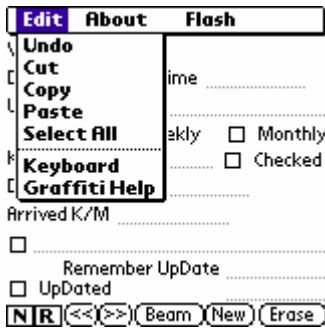 Edit About Flash
Undo
Cut
Copy
Paste
Select All
Keyboard
Graffiti Help
ime
ekly Monthly
Checked
Arrived K/M
Remember UpDate
UpDated
N R << >> Beam New Erase